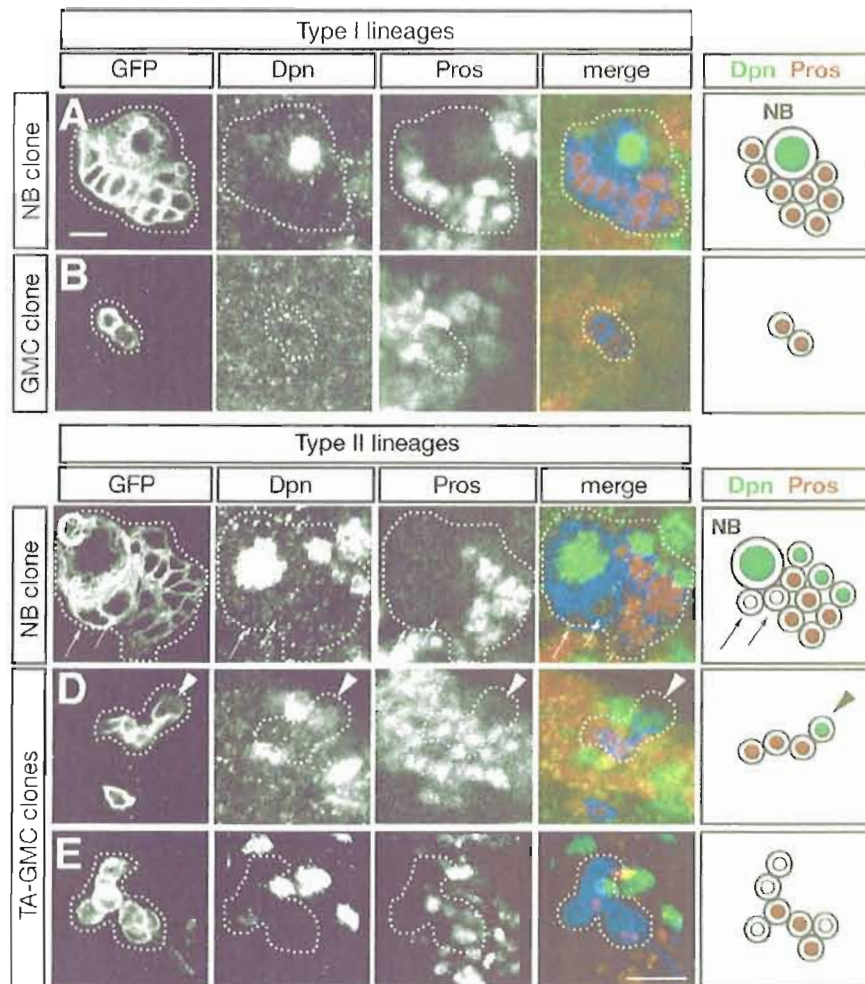 Type I lineages
GFP Dpn Pros merge Dpn Pros
NB clone
A
NB
GMC clone
B
Type II lineages
GFP Dpn Pros merge Dpn Pros
NB clone
NB
TA-GMC clones
D
E